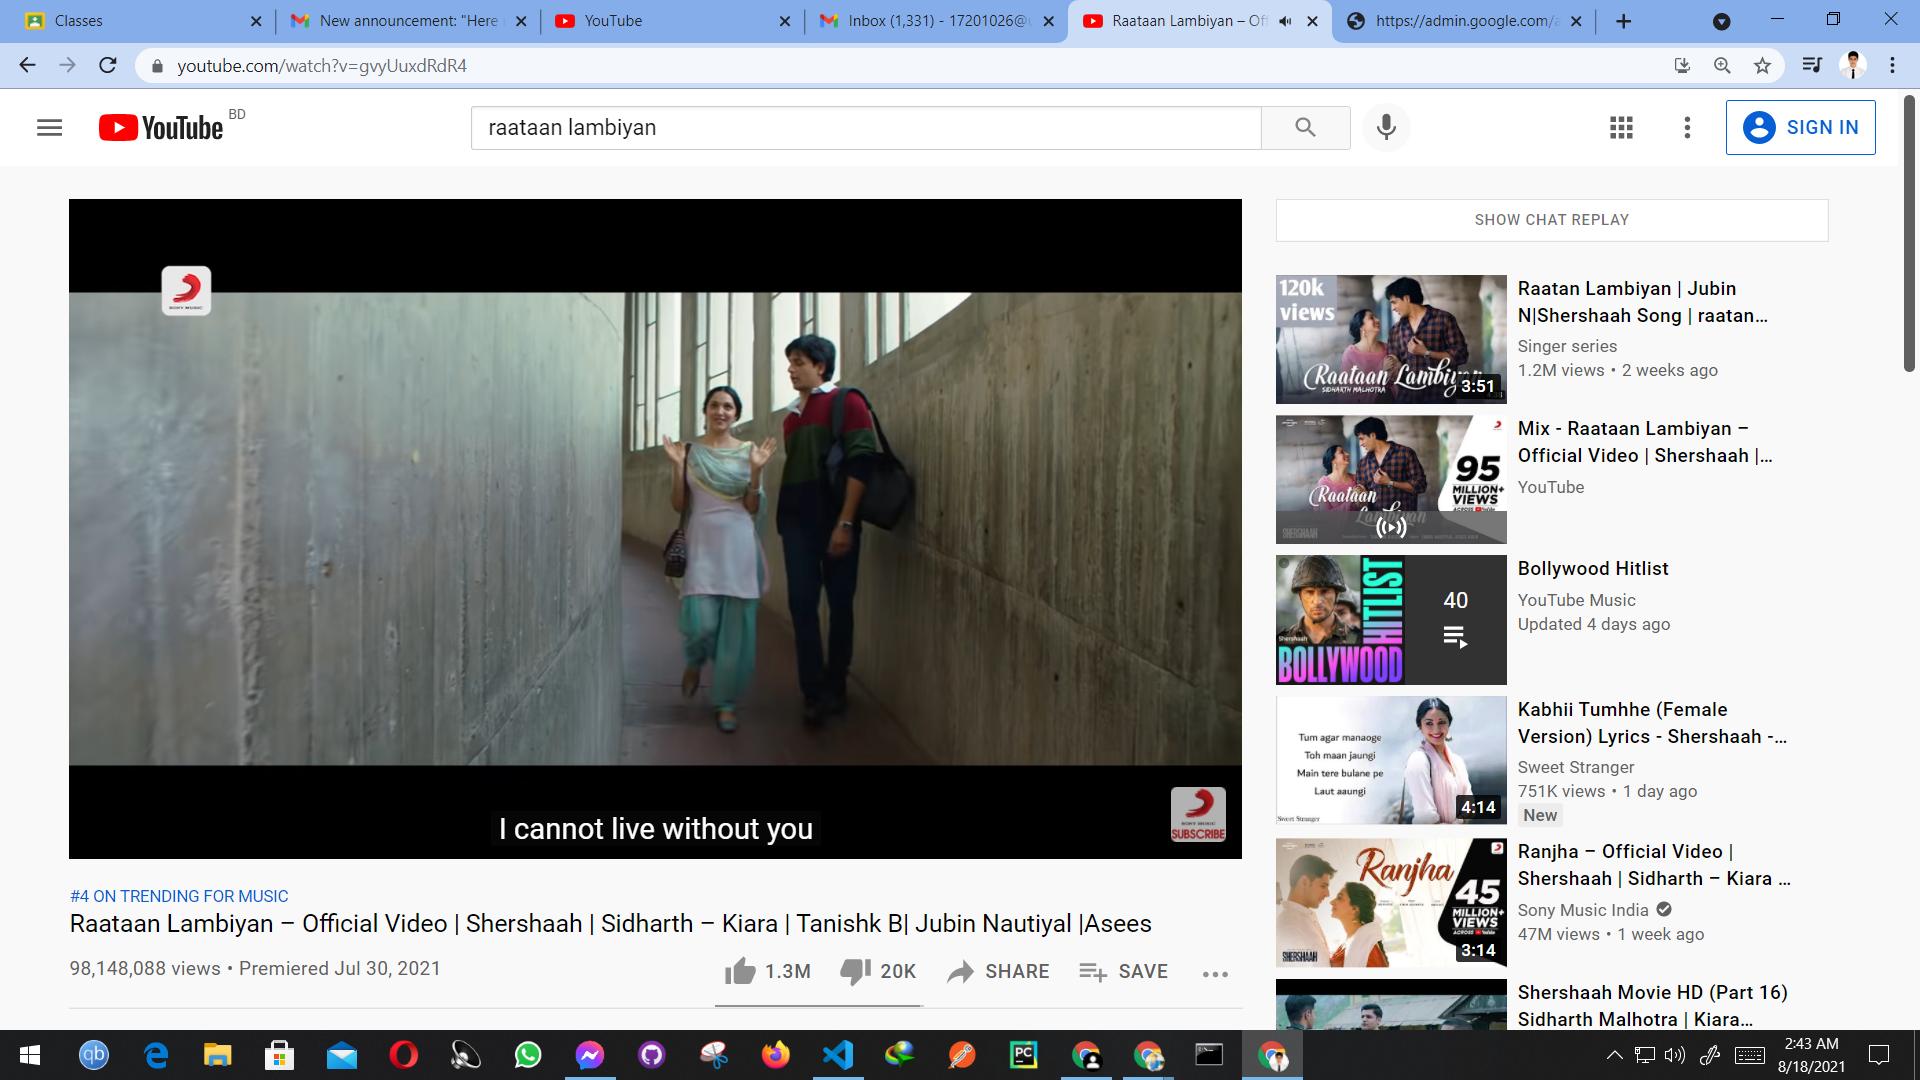 Classes
New announcement: "Here
YouTube
Inbox (1,331) - 17201026@
Raataan Lambiyan – Of
https://admin.google.com/a
youtube.com/watch?v=gvyUuxdRdR4
YouTube BD
raataan lambiyan
SIGN IN
SONY MUSIC
I cannot live without you
SONY MUSIC
SUBSCRIBE
#4 ON TRENDING FOR MUSIC
Raataan Lambiyan – Official Video | Shershaah | Sidharth – Kiara | Tanishk B| Jubin Nautiyal |Asees
98,148,088 views • Premiered Jul 30, 2021
1.3M
20K
SHARE
SAVE
SHOW CHAT REPLAY
120k
views
Raataan Lambiyan
SIDHARTH MALHOTRA
3:51
Raatan Lambiyan | Jubin
N|Shershaah Song | raatan...
Singer series
1.2M views • 2 weeks ago
Raataan
Lambiyan
95
MILLION+
VIEWS
SHERSHAAH
Mix - Raataan Lambiyan –
Official Video | Shershaah |...
YouTube
Shershaah
HITLIST
BOLLYWOOD
40
Bollywood Hitlist
YouTube Music
Updated 4 days ago
Tum agar manaoge
Toh maan jaungi
Main tere bulane pe
Laut aaungi
Sweet Stranger
4:14
Kabhii Tumhhe (Female
Version) Lyrics - Shershaah -...
Sweet Stranger
751K views • 1 day ago
New
Ranjha
45
MILLION+
VIEWS
ACROSS YouTube
SHERSHAAH
3:14
Ranjha – Official Video |
Shershaah | Sidharth – Kiara ...
Sony Music India
47M views • 1 week ago
Shershaah Movie HD (Part 16)
Sidharth Malhotra | Kiara...
qb
PC
2:43 AM
8/18/2021